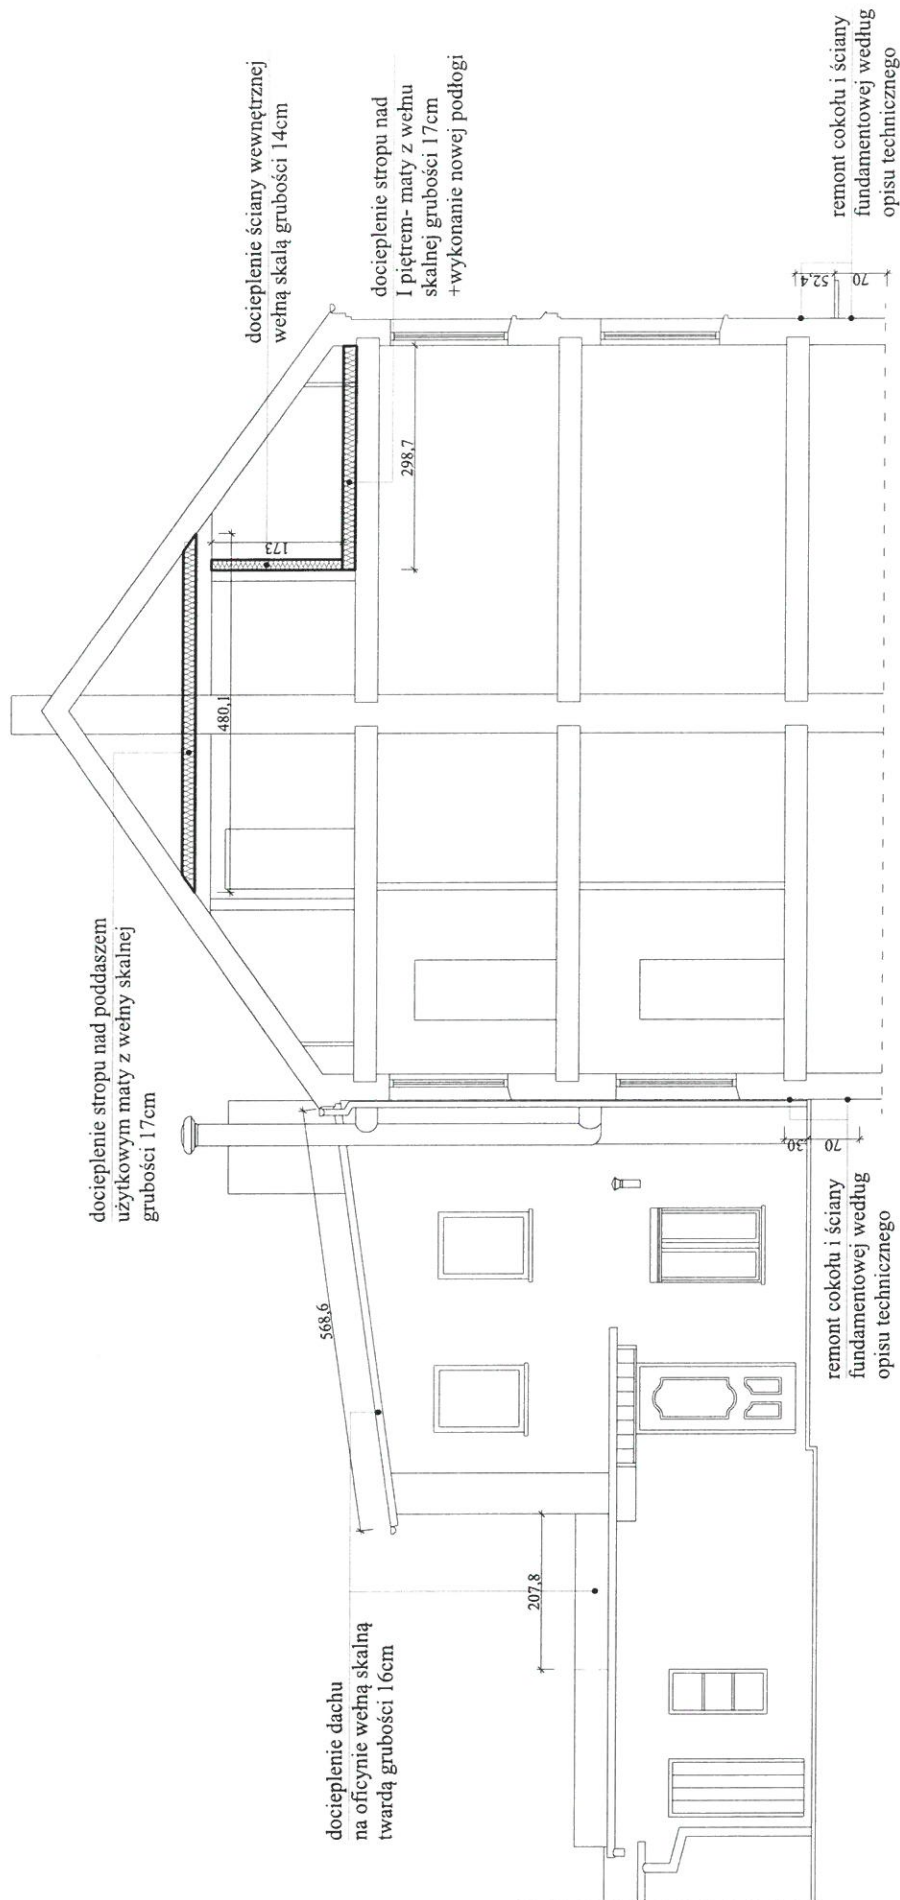 docieplenie dachu
na oficynie wełną skalną
twardą grubości 16cm
docieplenie stropu nad poddaszem
użytkowym maty z wełny skalnej
grubości 17cm
docieplenie ściany wewnętrznej
wełną skalą grubości 14cm
docieplenie stropu nad
I piętrem- maty z wełnu
skalnej grubości 17cm
+wykonanie nowej podłogi
568,6
207,8
480,1
173
298,7
30
70
52,4
70
remont cokołu i ściany
fundamentowej według
opisu technicznego
remont cokołu i ściany
fundamentowej według
opisu technicznego